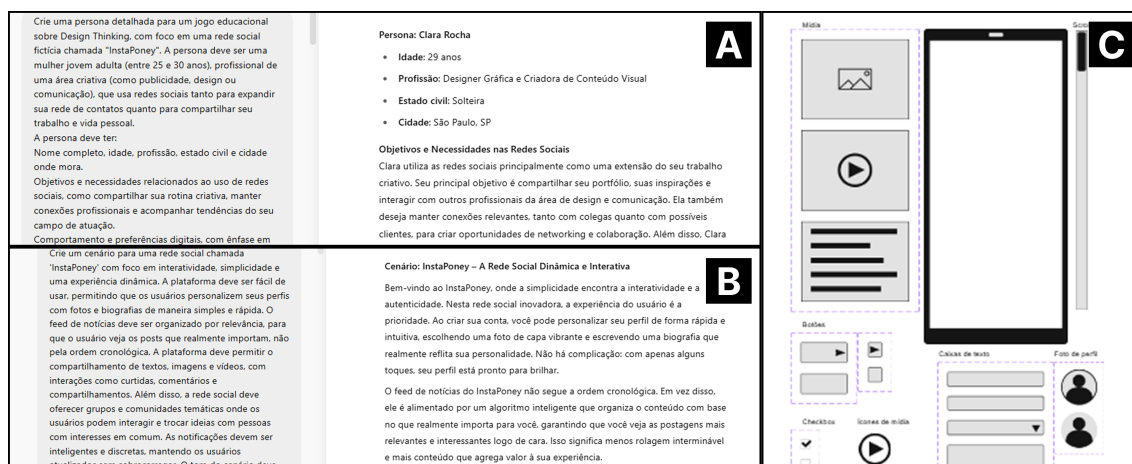 Crie uma persona detalhada para um jogo educacional
sobre Design Thinking, com foco em uma rede social
fictícia chamada "InstaPoney". A persona deve ser uma
mulher jovem adulta (entre 25 e 30 anos), profissional de
uma área criativa (como publicidade, design ou
comunicação), que usa redes sociais tanto para expandir
sua rede de contatos quanto para compartilhar seu
trabalho e vida pessoal.
A persona deve ter:
Nome completo, idade, profissão, estado civil e cidade
onde mora.
Objetivos e necessidades relacionados ao uso de redes
sociais, como compartilhar sua rotina criativa, manter
conexões profissionais e acompanhar tendências do seu
campo de atuação.
Comportamento e preferências digitais, com ênfase em
A
Persona: Clara Rocha
Idade: 29 anos
Profissão: Designer Gráfica e Criadora de Conteúdo Visual
Estado civil: Solteira
Cidade: São Paulo, SP
Objetivos e Necessidades nas Redes Sociais
Clara utiliza as redes sociais principalmente como uma extensão do seu trabalho
criativo. Seu principal objetivo é compartilhar seu portfólio, suas inspirações e
interagir com outros profissionais da área de design e comunicação. Ela também
deseja manter conexões relevantes, tanto com colegas quanto com possíveis
clientes, para criar oportunidades de networking e colaboração. Além disso, Clara
Crie um cenário para uma rede social chamada
'InstaPoney' com foco em interatividade, simplicidade e
uma experiência dinâmica. A plataforma deve ser fácil de
usar, permitindo que os usuários personalizem seus perfis
com fotos e biografias de maneira simples e rápida. O
feed de notícias deve ser organizado por relevância, para
que o usuário veja os posts que realmente importam, não
pela ordem cronológica. A plataforma deve permitir o
compartilhamento de textos, imagens e vídeos, com
interações como curtidas, comentários e
compartilhamentos. Além disso, a rede social deve
oferecer grupos e comunidades temáticas onde os
usuários podem interagir e trocar ideias com pessoas
com interesses em comum. As notificações devem ser
inteligentes e discretas, mantendo os usuários
B
Cenário: InstaPoney – A Rede Social Dinâmica e Interativa
Bem-vindo ao InstaPoney, onde a simplicidade encontra a interatividade e a
autenticidade. Nesta rede social inovadora, a experiência do usuário é a
prioridade. Ao criar sua conta, você pode personalizar seu perfil de forma rápida e
intuitiva, escolhendo uma foto de capa vibrante e escrevendo uma biografia que
realmente reflita sua personalidade. Não há complicação: com apenas alguns
toques, seu perfil está pronto para brilhar.
O feed de notícias do InstaPoney não segue a ordem cronológica. Em vez disso,
ele é alimentado por um algoritmo inteligente que organiza o conteúdo com base
no que realmente importa para você, garantindo que você veja as postagens mais
relevantes e interessantes logo de cara. Isso significa menos rolagem interminável
e mais conteúdo que agrega valor à sua experiência.
C
Mídia
Botões
Caixas de texto
Foto de perfil
Checkbox
Ícones de mídia